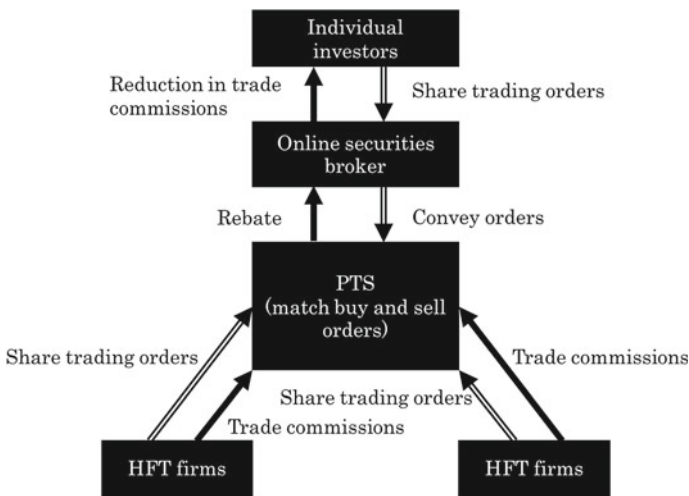 Individual
investors
Reduction in trade
commissions
Share trading orders
Online securities
broker
Rebate
Convey orders
PTS
(match buy and sell
orders)
Share trading orders
Trade commissions
Share trading orders
Trade commissions
HFT firms
HFT firms